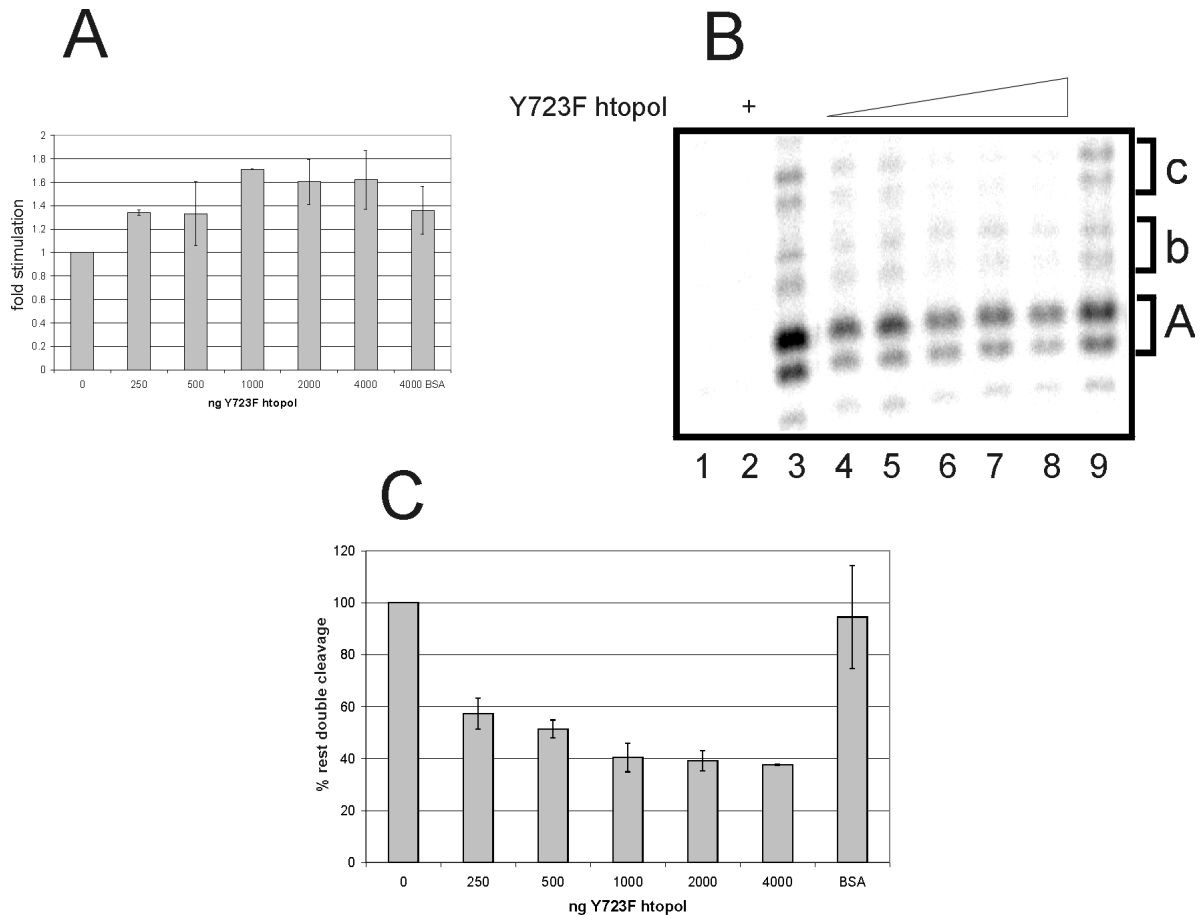 A
fold stimulation
2
1.8
1.6
1.4
1.2
1
0.8
0.6
0.4
0.2
0
0 250 500 1000 2000 4000 4000 BSA
ng Y723F htopoI
B
Y723F htopoI +
c
b
A
1 2 3 4 5 6 7 8 9
C
% rest double cleavage
120
100
80
60
40
20
0
0 250 500 1000 2000 4000 BSA
ng Y723F htopoI